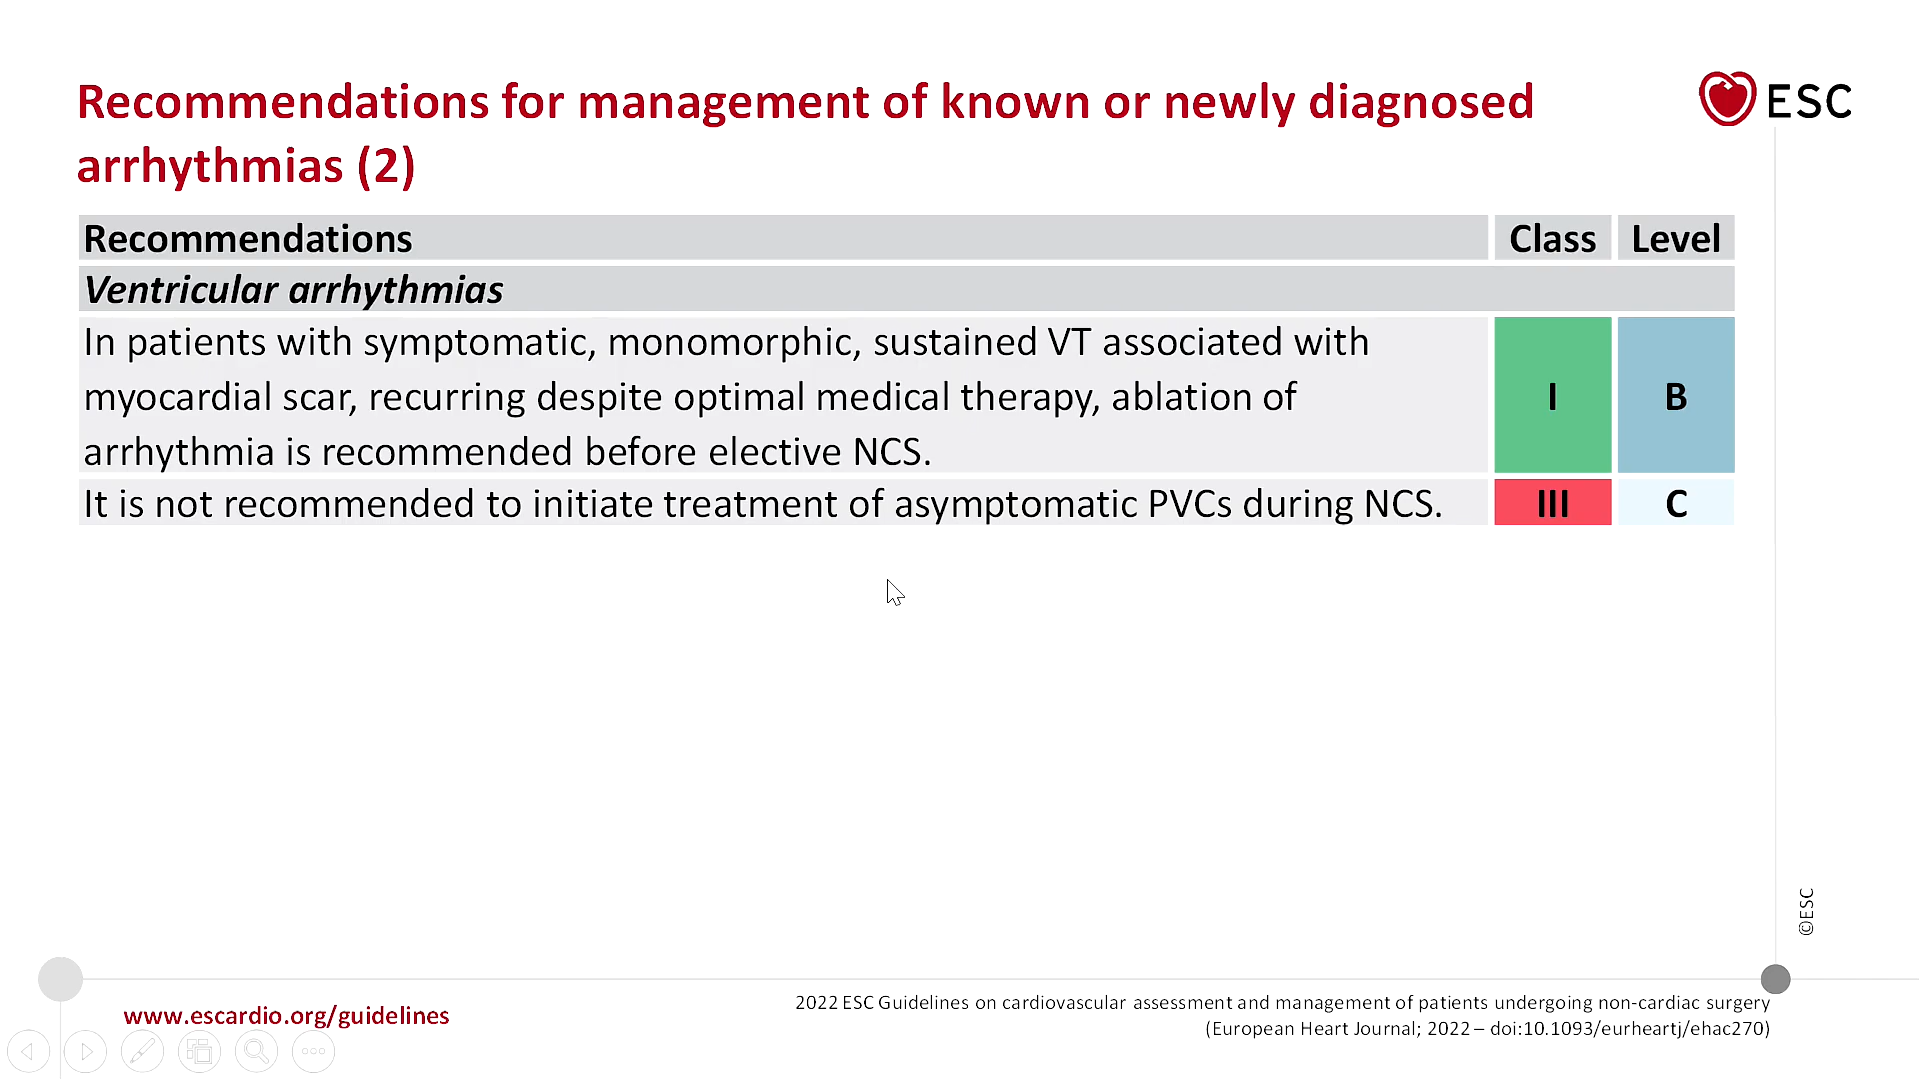 Recommendations for management of known or newly diagnosed
arrhythmias (2)
ESC
Recommendations Class Level
Ventricular arrhythmias
In patients with symptomatic, monomorphic, sustained VT associated with
myocardial scar, recurring despite optimal medical therapy, ablation of
arrhythmia is recommended before elective NCS.
I B
It is not recommended to initiate treatment of asymptomatic PVCs during NCS. III C
©ESC
www.escardio.org/guidelines
2022 ESC Guidelines on cardiovascular assessment and management of patients undergoing non-cardiac surgery
(European Heart Journal; 2022 – doi:10.1093/eurheartj/ehac270)